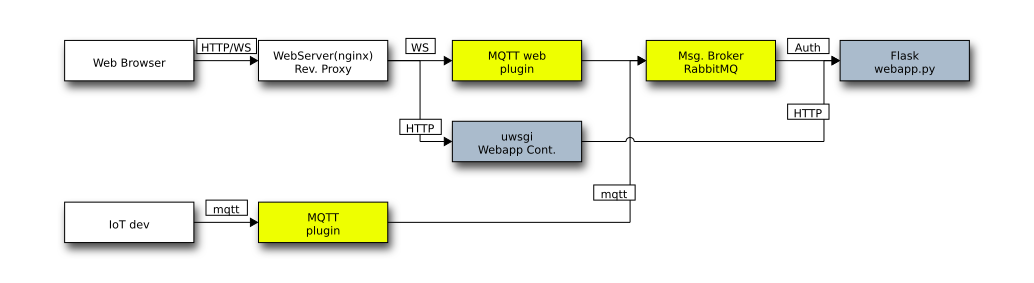 HTTP/WS
Web Browser
WebServer(nginx)
Rev. Proxy
WS
MQTT web
plugin
Msg. Broker
RabbitMQ
Auth
Flask
webapp.py
HTTP
uwsgi
Webapp Cont.
HTTP
mqtt
IoT dev
mqtt
MQTT
plugin